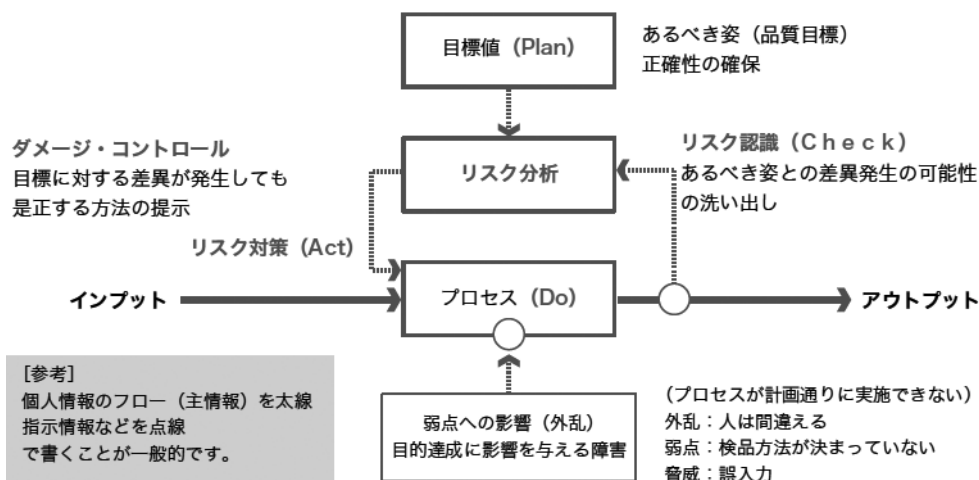 目標値（Plan）
あるべき姿（品質目標）
正確性の確保
ダメージ・コントロール
目標に対する差異が発生しても
是正する方法の提示
リスク分析
リスク認識（Ｃｈｅｃｋ）
あるべき姿との差異発生の可能性
の洗い出し
リスク対策（Act）
インプット
プロセス（Do）
アウトプット
［参考］
個人情報のフロー（主情報）を太線
指示情報などを点線
で書くことが一般的です。
弱点への影響（外乱）
目的達成に影響を与える障害
（プロセスが計画通りに実施できない）
外乱：人は間違える
弱点：検品方法が決まっていない
脅威：誤入力